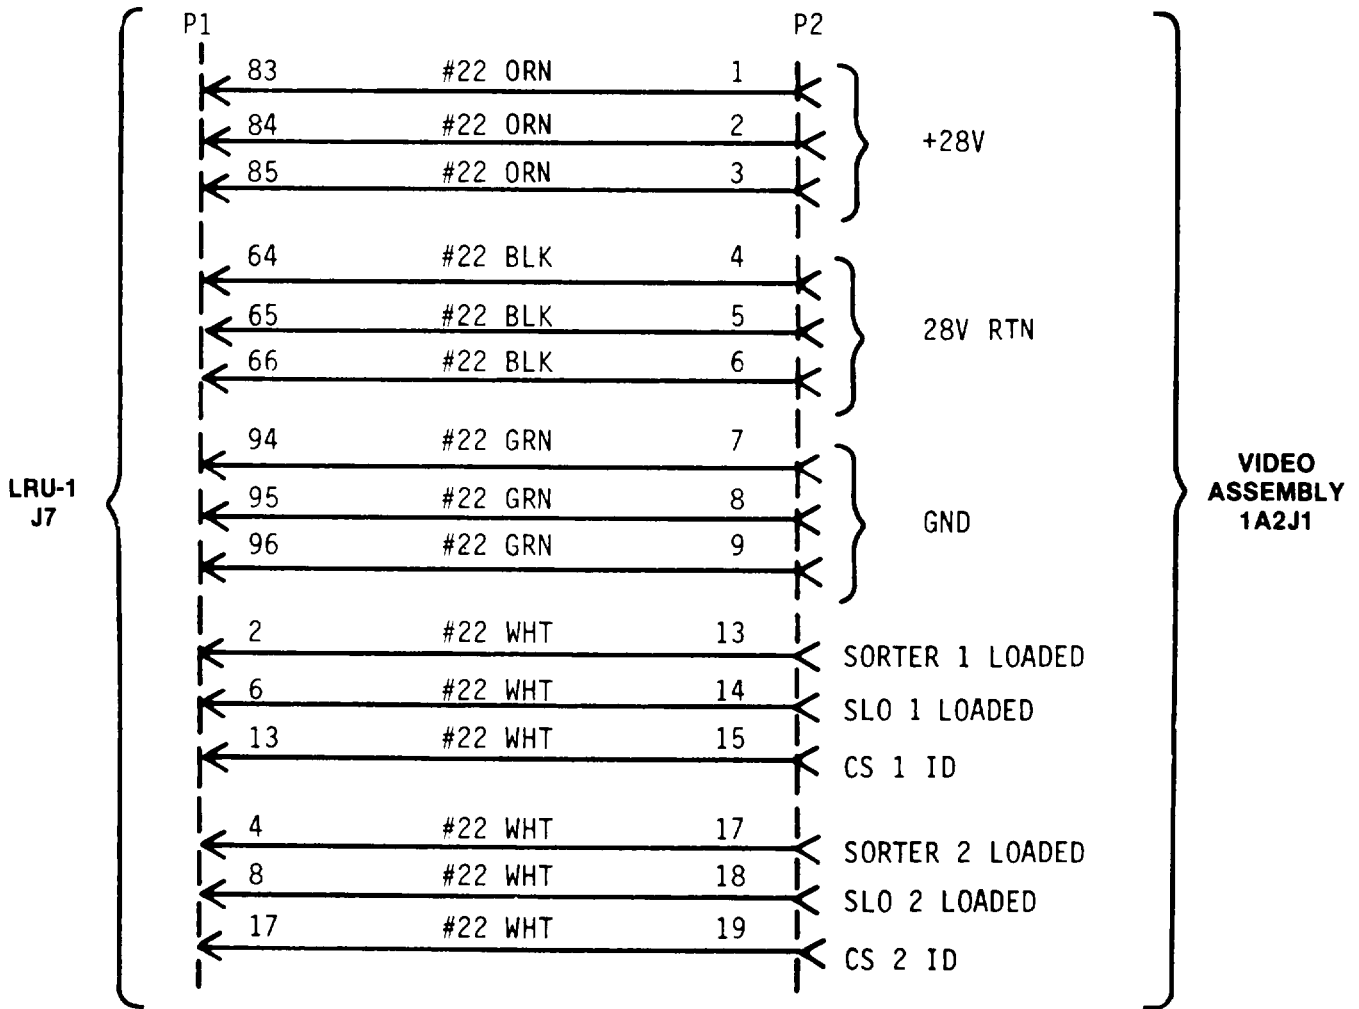 P1 P2
83 #22 ORN 1
84 #22 ORN 2
+28V
85 #22 ORN 3
64 #22 BLK 4
65 #22 BLK 5
28V RTN
66 #22 BLK 6
94 #22 GRN 7
LRU-1
J7
95 #22 GRN 8
GND
96 #22 GRN 9
VIDEO
ASSEMBLY
1A2J1
2 #22 WHT 13 SORTER 1 LOADED
6 #22 WHT 14 SLO 1 LOADED
13 #22 WHT 15 CS 1 ID
4 #22 WHT 17 SORTER 2 LOADED
8 #22 WHT 18 SLO 2 LOADED
17 #22 WHT 19 CS 2 ID